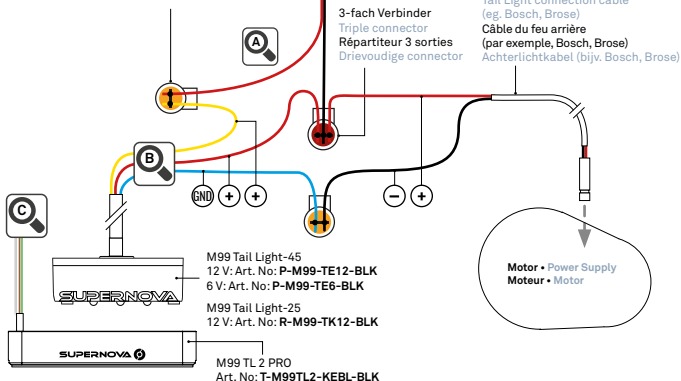 Tail Light connection cable
(eg. Bosch, Brose)
Câble du feu arrière
(par exemple, Bosch, Brose)
Achterlichtkabel (bijv. Bosch, Brose)
3-fach Verbinder
Triple connector
Répartiteur 3 sorties
Drievoudige connector
A
B
GND
+
+
−
+
C
M99 Tail Light-45
12 V: Art. No: P-M99-TE12-BLK
6 V: Art. No: P-M99-TE6-BLK
SUPERNOVA
M99 Tail Light-25
12 V: Art. No: R-M99-TK12-BLK
Motor • Power Supply
Moteur • Motor
SUPERNOVA
M99 TL 2 PRO
Art. No: T-M99TL2-KEBL-BLK